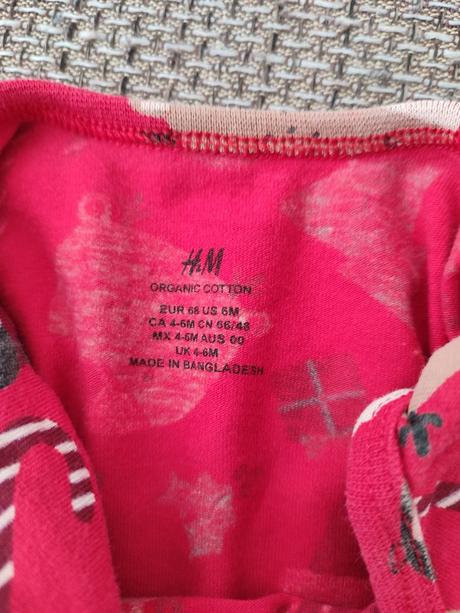 H&M
ORGANIC COTTON
EUR 68 US 6M
CA 4-6M CN 66/48
MX 4-6M AUS 00
UK 4-6M
MADE IN BANGLADESH